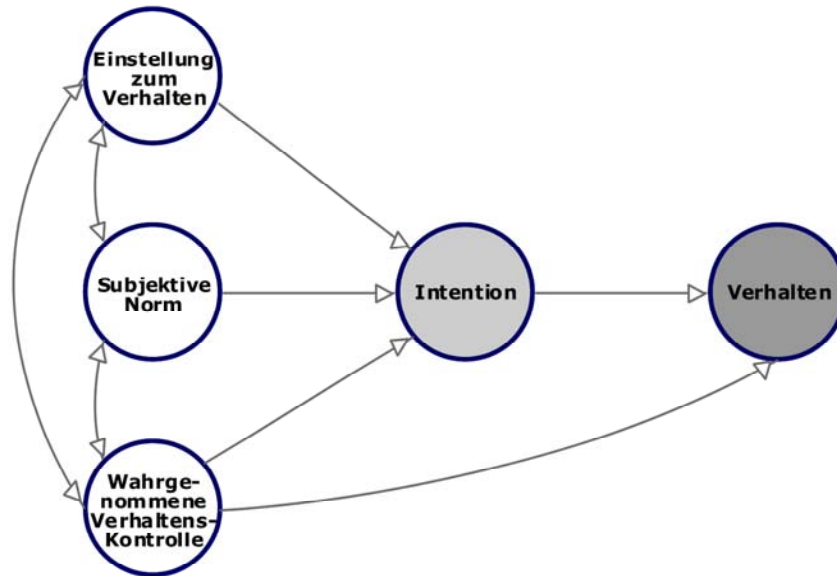 Einstellung
zum
Verhalten
Subjektive
Norm
Intention
Verhalten
Wahrge-
nommene
Verhaltens-
Kontrolle